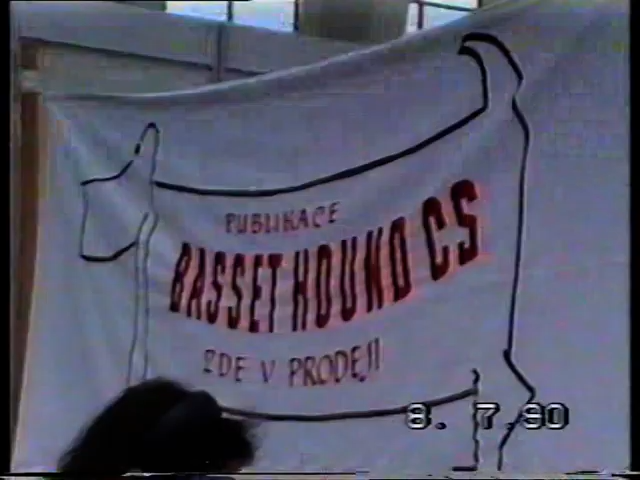 PUBLIKACE
BASSET HOUND CS
ZDE V PRODEJI
8. 7.90